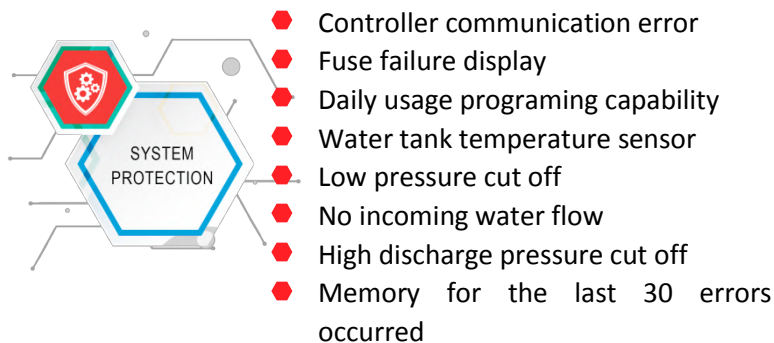 SYSTEM
PROTECTION
Controller communication error
Fuse failure display
Daily usage programing capability
Water tank temperature sensor
Low pressure cut off
No incoming water flow
High discharge pressure cut off
Memory for the last 30 errors
occurred